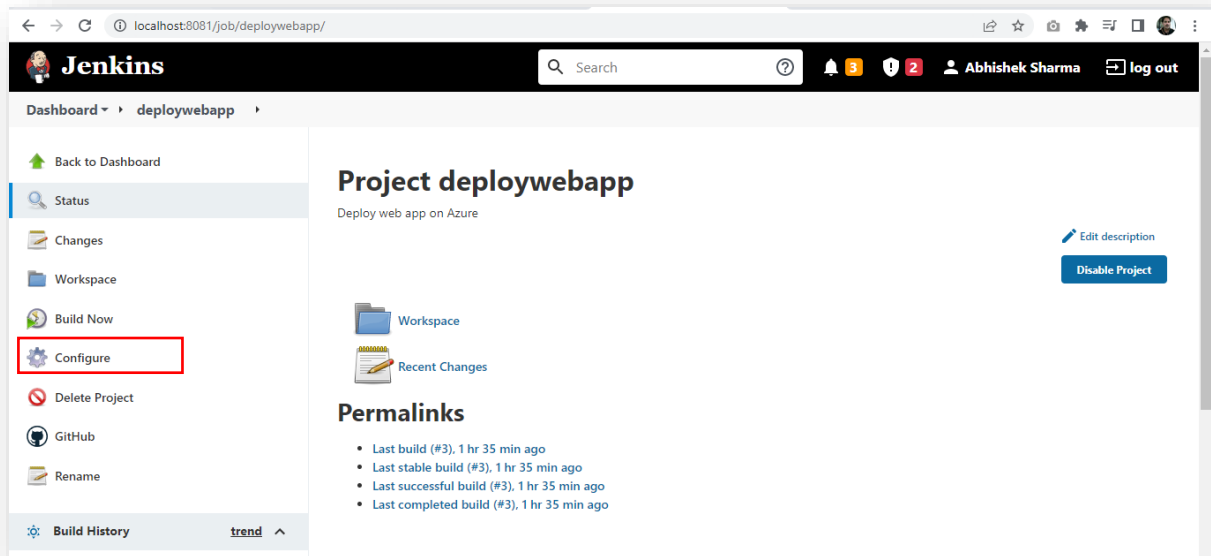 localhost:8081/job/deploywebapp/
Jenkins
Search
3
2
Abhishek Sharma
log out
Dashboard
deploywebapp
Back to Dashboard
Status
Changes
Workspace
Build Now
Configure
Delete Project
GitHub
Rename
Build History
trend
Project deploywebapp
Deploy web app on Azure
Edit description
Disable Project
Workspace
Recent Changes
Permalinks
Last build (#3), 1 hr 35 min ago
Last stable build (#3), 1 hr 35 min ago
Last successful build (#3), 1 hr 35 min ago
Last completed build (#3), 1 hr 35 min ago